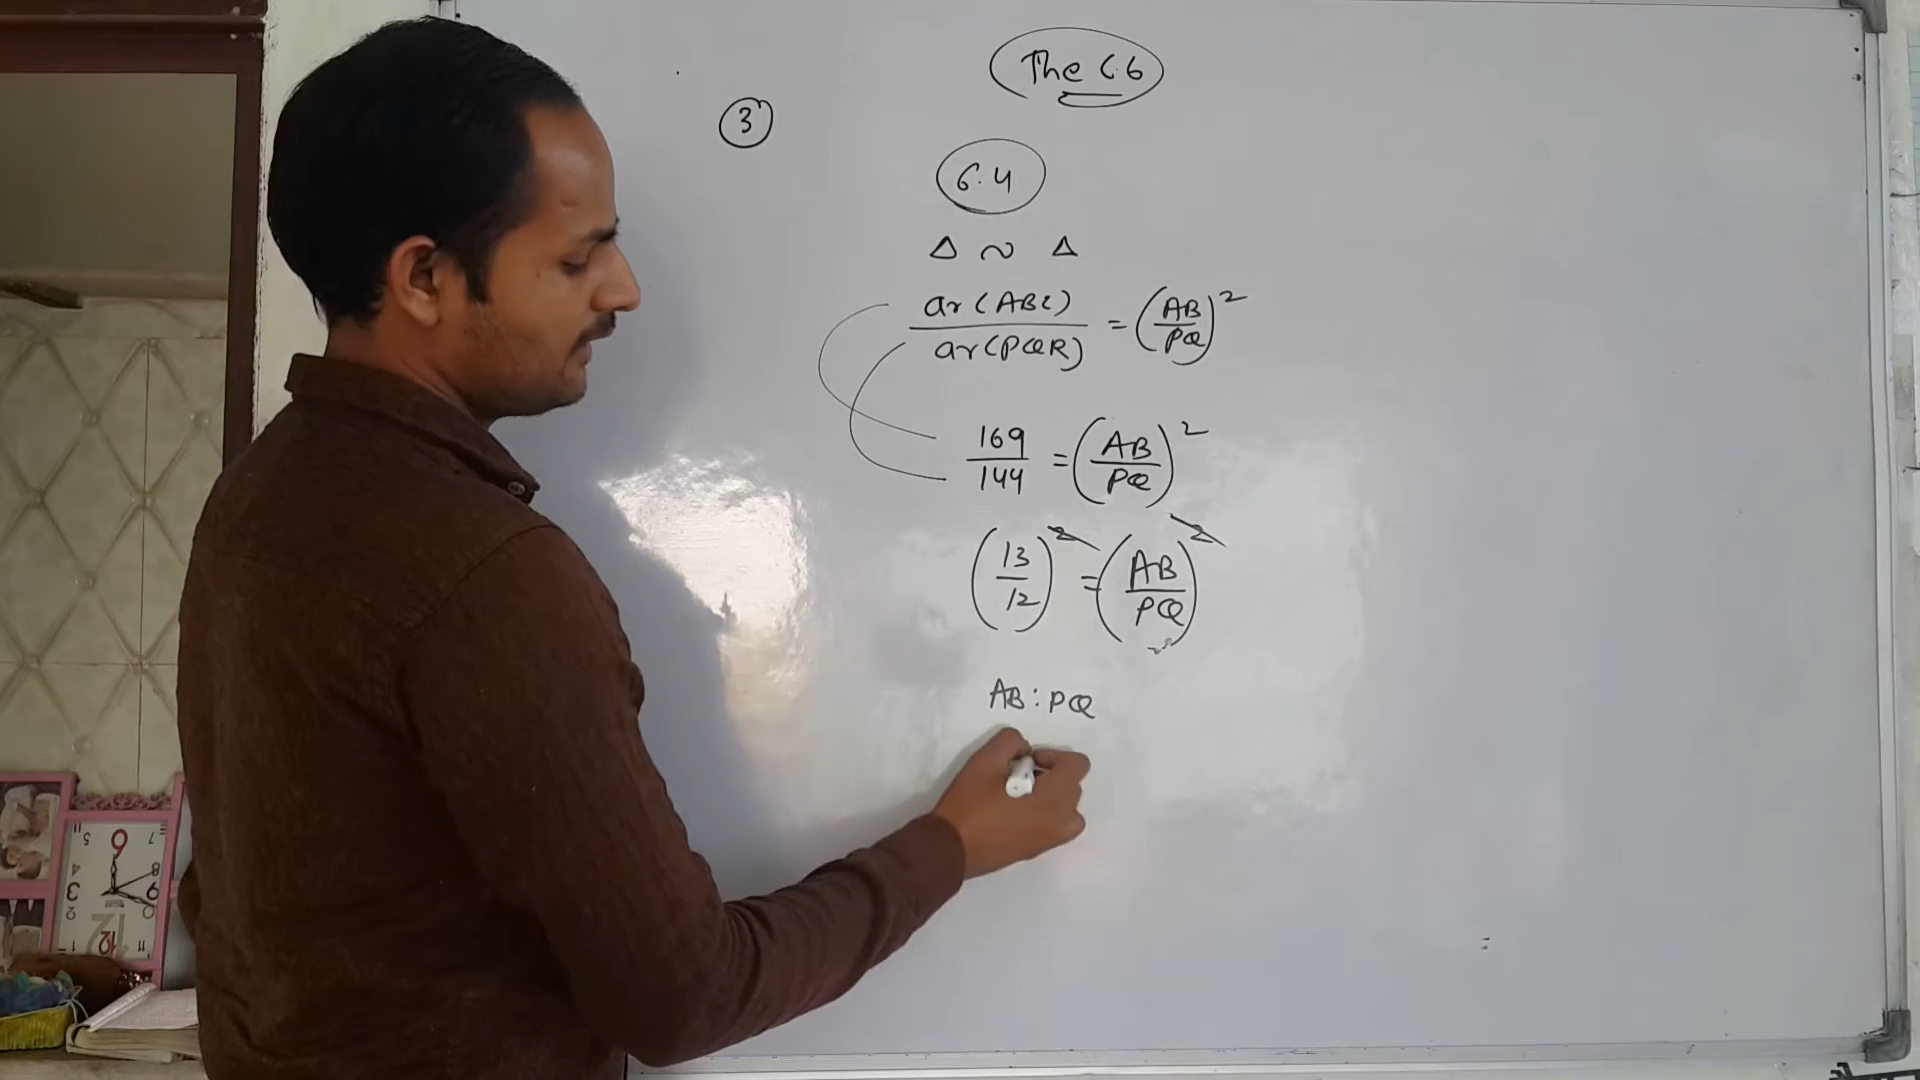 The 6.6
3
6.4
Δ ~ Δ
ar(ABC)/ar(PQR) = (AB/PQ)²
169/144 = (AB/PQ)²
(13/12)² = (AB/PQ)²
AB : PQ